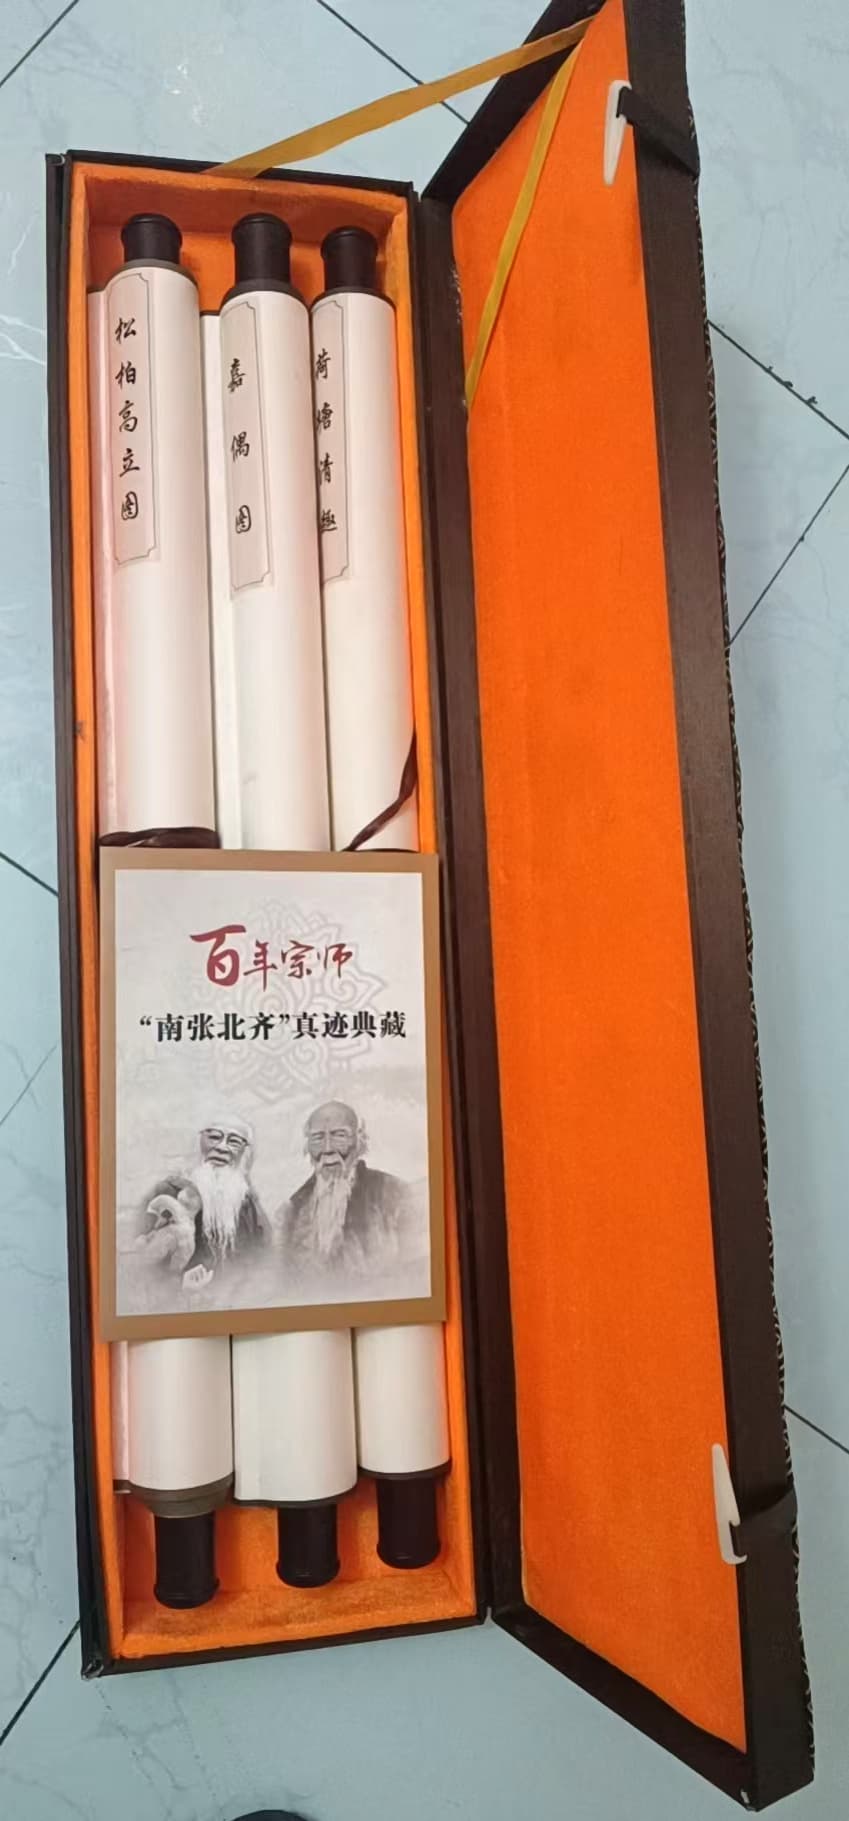 松柏高立图
嘉偶图
荷塘清趣
百年宗师
“南张北齐”真迹典藏